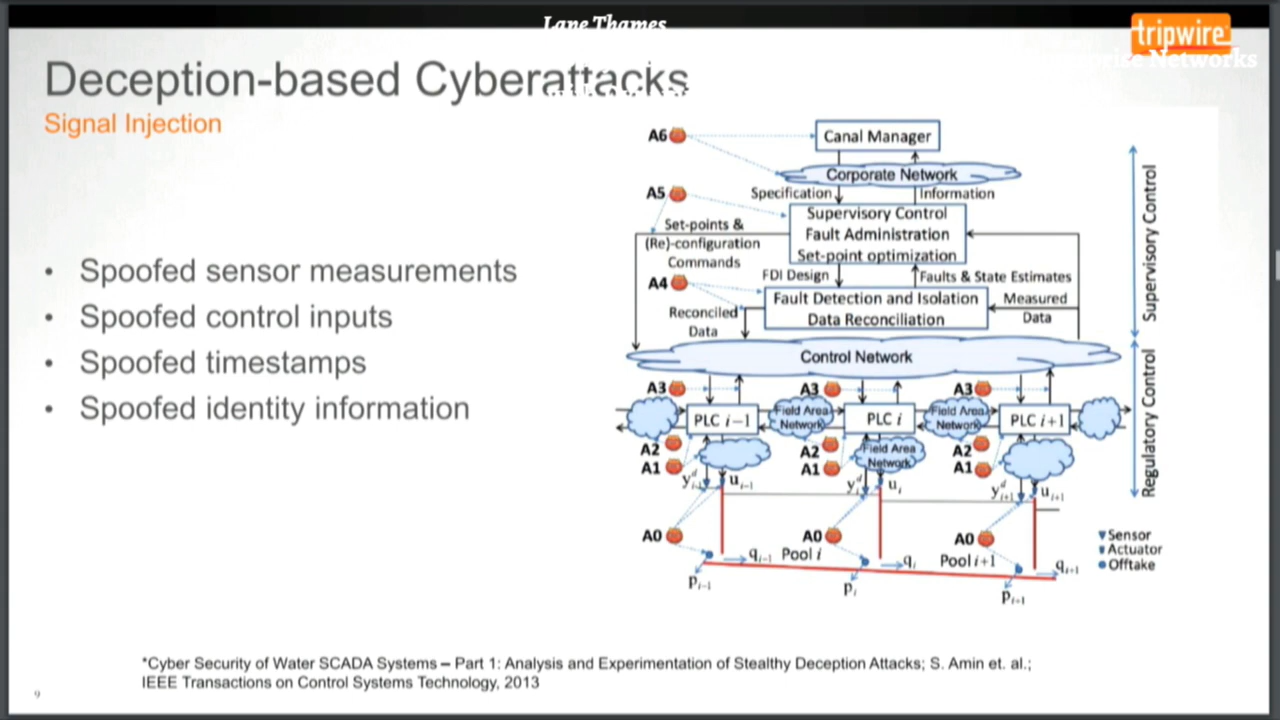 Lane Thames
tripwire
Deception-based Cyberattacks
Signal Injection
• Spoofed sensor measurements
• Spoofed control inputs
• Spoofed timestamps
• Spoofed identity information
A6
Canal Manager
Corporate Network
A5
Specification
Information
Supervisory Control
Fault Administration
Set-point optimization
Set-points &
(Re)-configuration
Commands
FDI Design
Faults & State Estimates
A4
Fault Detection and Isolation
Data Reconciliation
Reconciled
Data
Measured
Data
Supervisory Control
Control Network
A3
A3
A3
PLC i−1
Field Area
Network
PLC i
Field Area
Network
PLC i+1
A2
A1
A2
A1
Field Area
Network
A2
A1
Regulatory Control
u i−1
y i d
u i
y i+1 d
u i+1
A0
A0
A0
q i−1
Pool i
q i
Pool i+1
P i−1
P i
Sensor
Actuator
Offtake
*Cyber Security of Water SCADA Systems – Part 1: Analysis and Experimentation of Stealthy Deception Attacks; S. Amin et. al.;
IEEE Transactions on Control Systems Technology, 2013
9